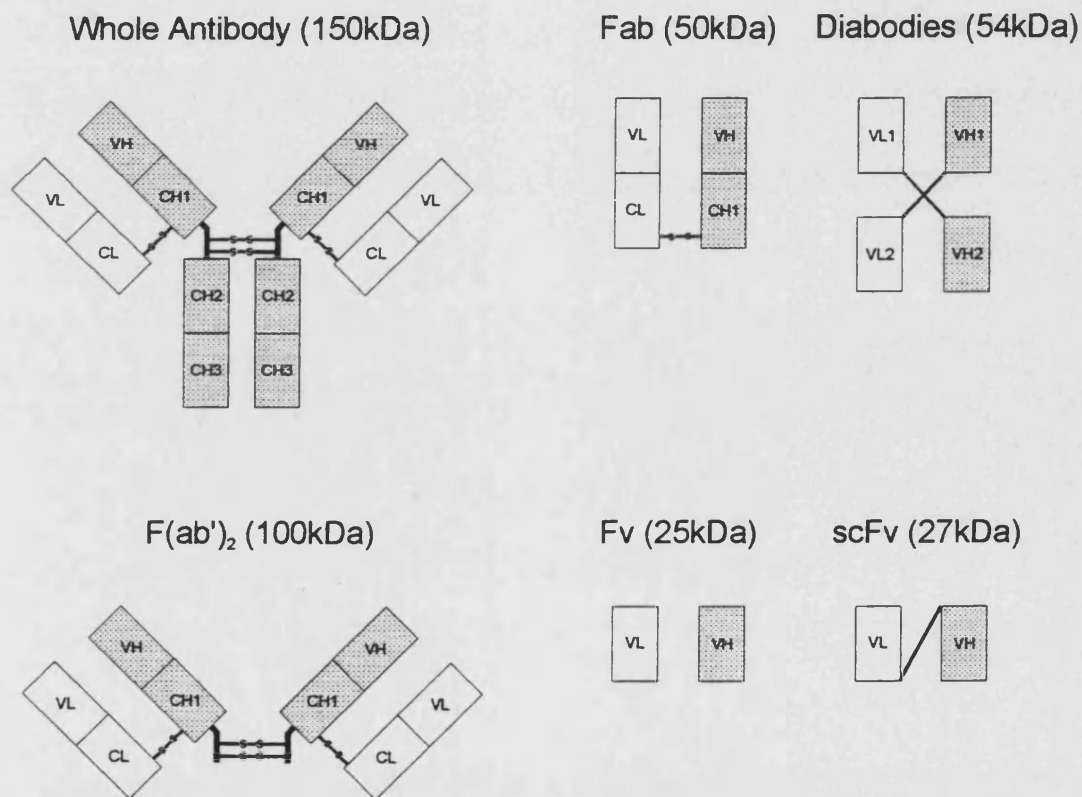 Whole Antibody (150kDa)
Fab (50kDa)
Diabodies (54kDa)
VH
VH
VL
CH1
CH1
VL
CL
CL
S-S
S-S
S-S
S-S
CH2
CH2
CH3
CH3
VL
VH
CL
CH1
S-S
VL1
VH1
VL2
VH2
F(ab')₂ (100kDa)
Fv (25kDa)
scFv (27kDa)
VH
VH
VL
CH1
CH1
VL
CL
CL
S-S
S-S
S-S
S-S
VL
VH
VL
VH